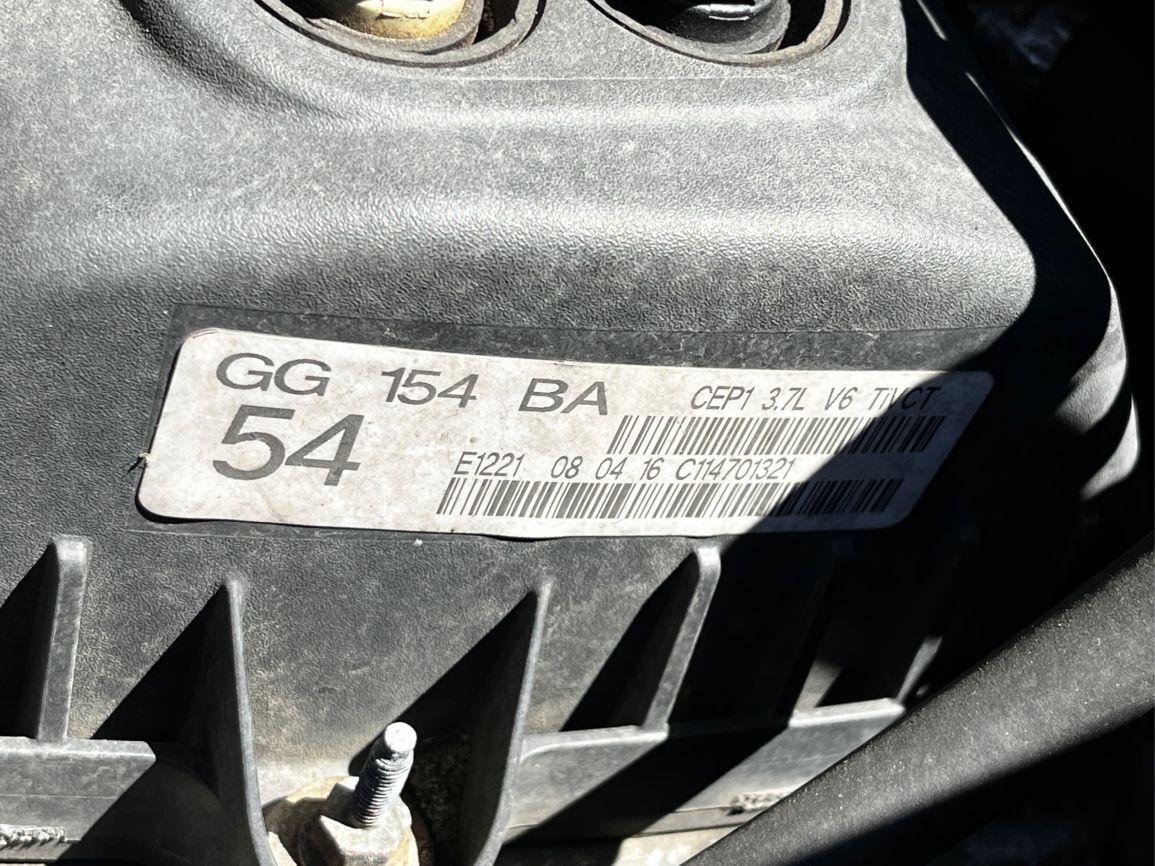 GG 154 BA
CEP1 3.7L V6 TiVCT
54
E1221 08 04 16 C114701321